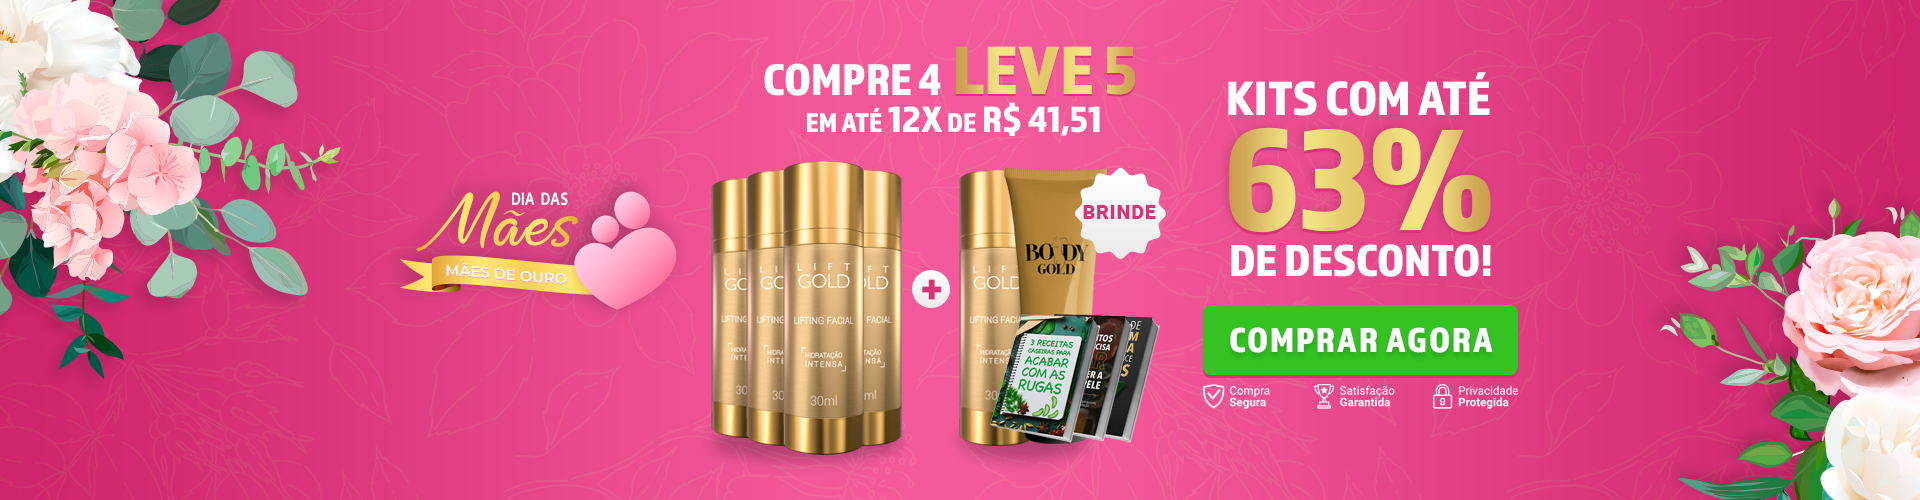 DIA DAS
Mães
MÃES DE OURO
COMPRE 4 LEVE 5
EM ATÉ 12X DE R$ 41,51
LIFT
GOLD
LIFTING FACIAL
HIDRATAÇÃO
INTENSA
30ml
BRINDE
BOODY
GOLD
3 RECEITAS
CASEIRAS PARA
ACABAR
COM AS
RUGAS
KITS COM ATÉ
63%
DE DESCONTO!
COMPRAR AGORA
Compra
Segura
Satisfação
Garantida
Privacidade
Protegida